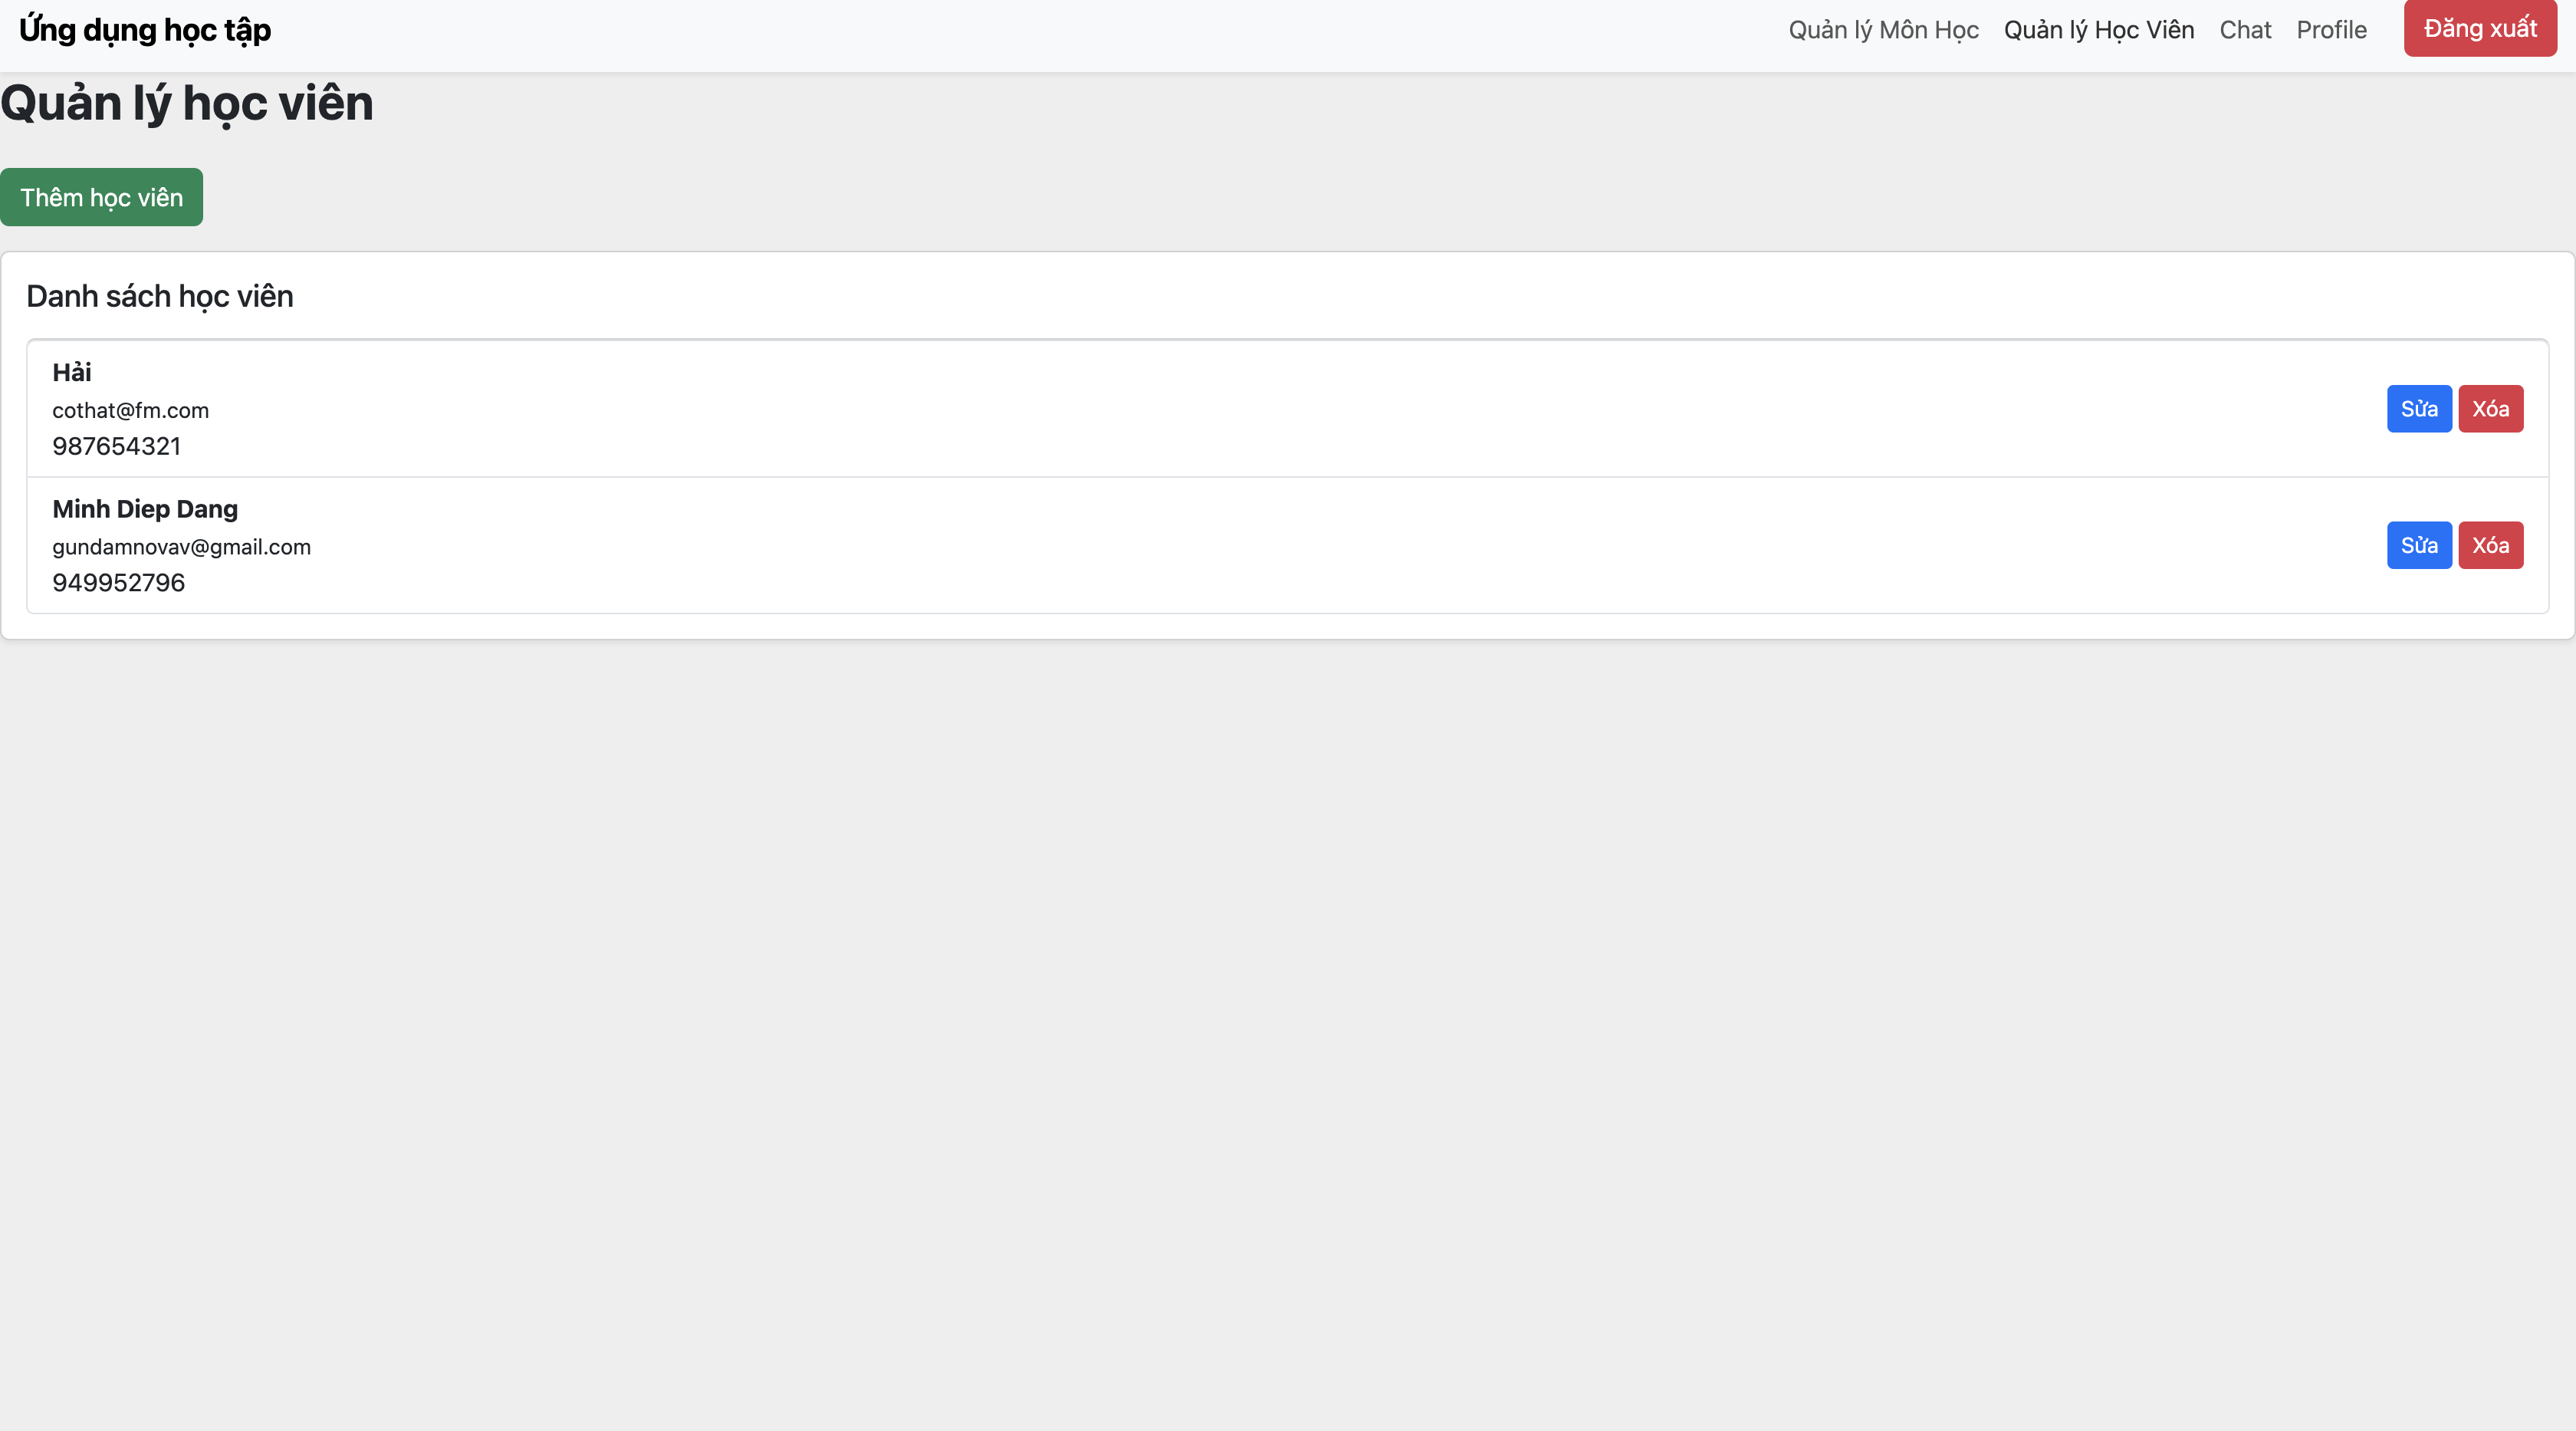 Ứng dụng học tập
Quản lý Môn Học Quản lý Học Viên Chat Profile Đăng xuất
Quản lý học viên
Thêm học viên
Danh sách học viên
Hải
cothat@fm.com
987654321
Sửa Xóa
Minh Diep Dang
gundamnovav@gmail.com
949952796
Sửa Xóa